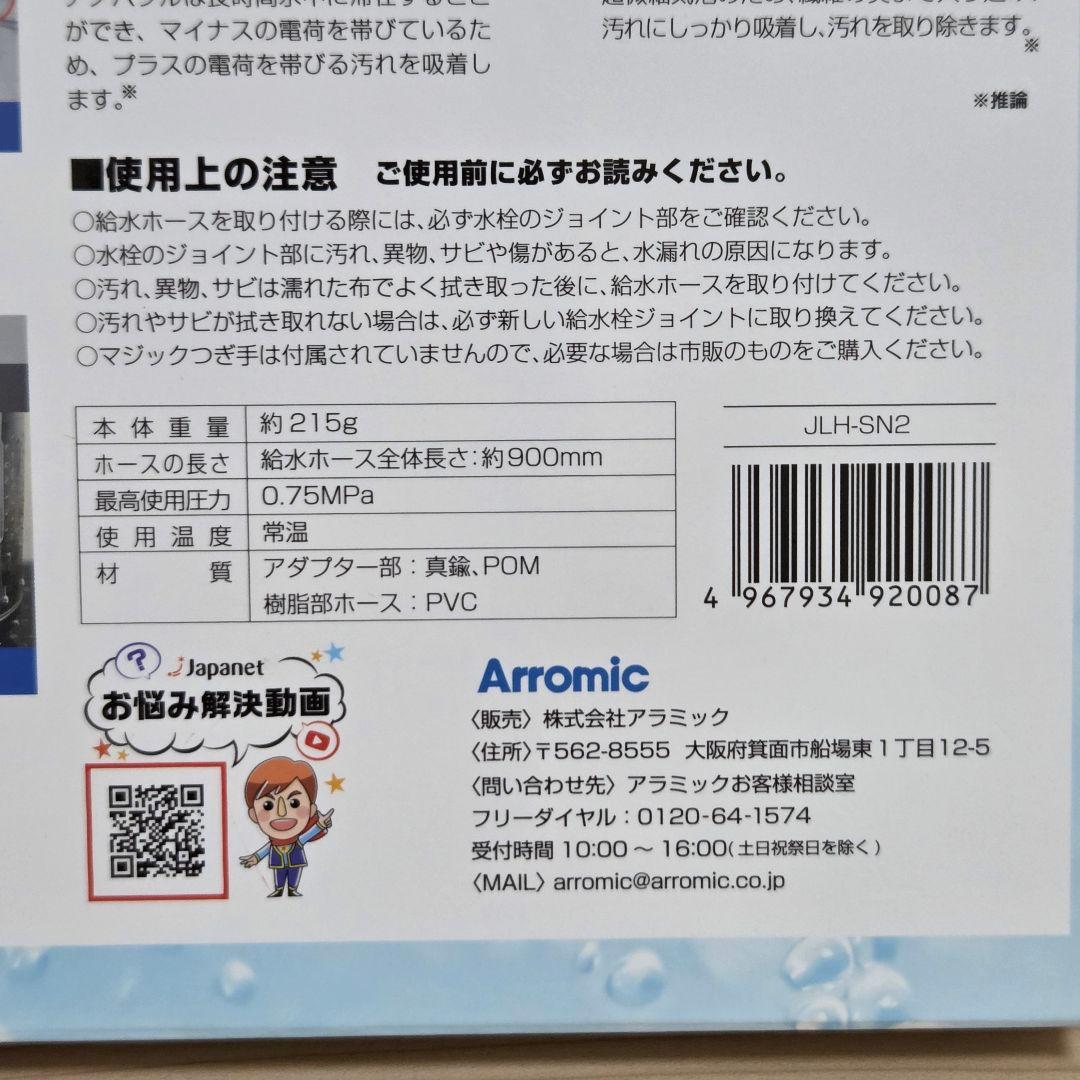 ができ、マイナスの電荷を帯びているた
め、プラスの電荷を帯びる汚れを吸着し
ます。※
汚れにしっかり吸着し、汚れを取り除きます。※
※推論
■使用上の注意 ご使用前に必ずお読みください。
○給水ホースを取り付ける際には、必ず水栓のジョイント部をご確認ください。
○水栓のジョイント部に汚れ、異物、サビや傷があると、水漏れの原因になります。
○汚れ、異物、サビは濡れた布でよく拭き取った後に、給水ホースを取り付けてください。
○汚れやサビが拭き取れない場合は、必ず新しい給水栓ジョイントに取り換えてください。
○マジックつぎ手は付属されていませんので、必要な場合は市販のものをご購入ください。
本体重量 約215g
ホースの長さ 給水ホース全体長さ:約900mm
最高使用圧力 0.75MPa
使用温度 常温
材質 アダプター部:真鍮、POM
樹脂部ホース:PVC
JLH-SN2
4 967934 920087
?
Japanet
お悩み解決動画
Arromic
〈販売〉株式会社アラミック
〈住所〉〒562-8555 大阪府箕面市船場東1丁目12-5
〈問い合わせ先〉アラミックお客様相談室
フリーダイヤル:0120-64-1574
受付時間 10:00~16:00(土日祝祭日を除く)
〈MAIL〉arromic@arromic.co.jp